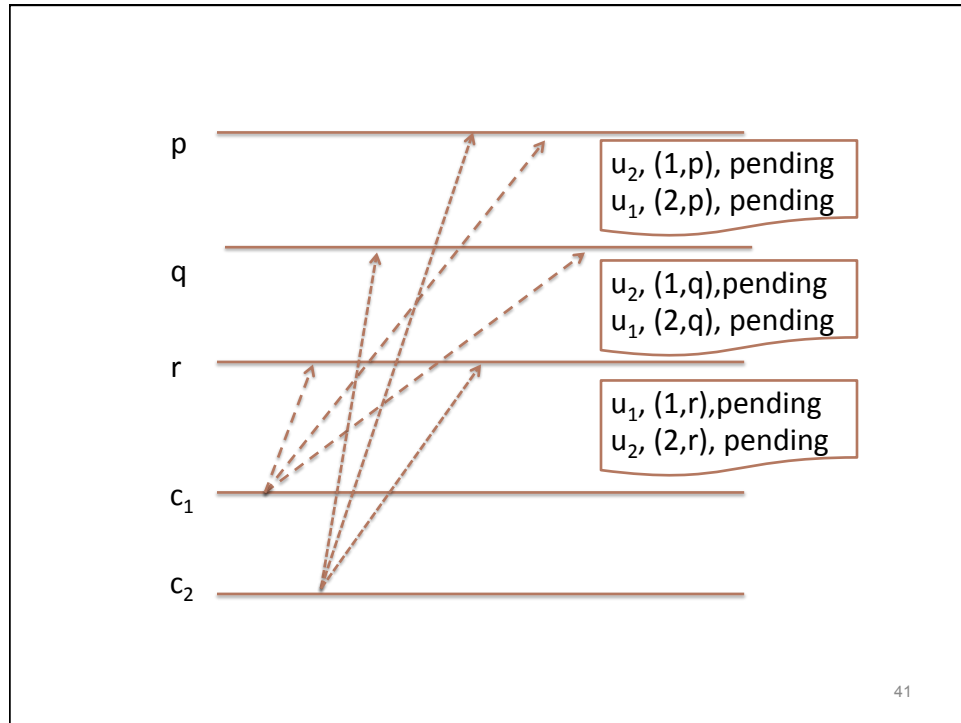 p
u₂, (1,p), pending
u₁, (2,p), pending
q
u₂, (1,q),pending
u₁, (2,q), pending
r
u₁, (1,r),pending
u₂, (2,r), pending
c₁
c₂
41